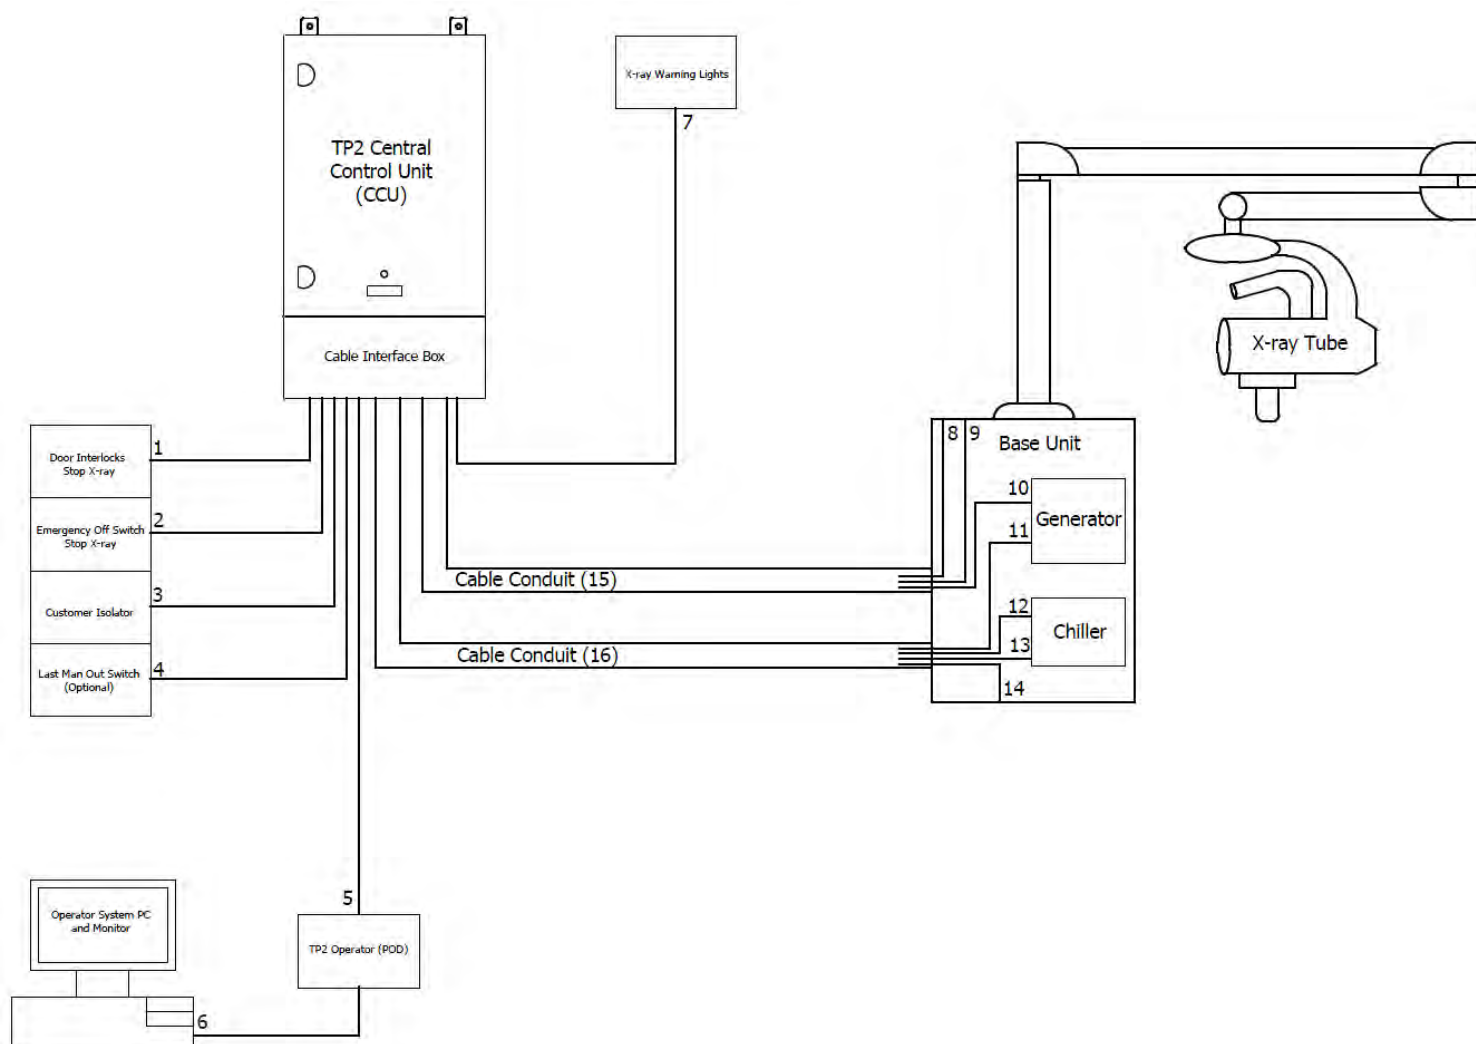 TP2 Central
Control Unit
(CCU)
X-ray Warning Lights
7
Cable Interface Box
X-ray Tube
Door Interlocks
Stop X-ray
1
Emergency Off Switch
Stop X-ray
2
Customer Isolator
3
Last Man Out Switch
(Optional)
4
8
9
Base Unit
10
Generator
11
12
Chiller
13
14
Cable Conduit (15)
Cable Conduit (16)
5
TP2 Operator (POD)
Operator System PC
and Monitor
6